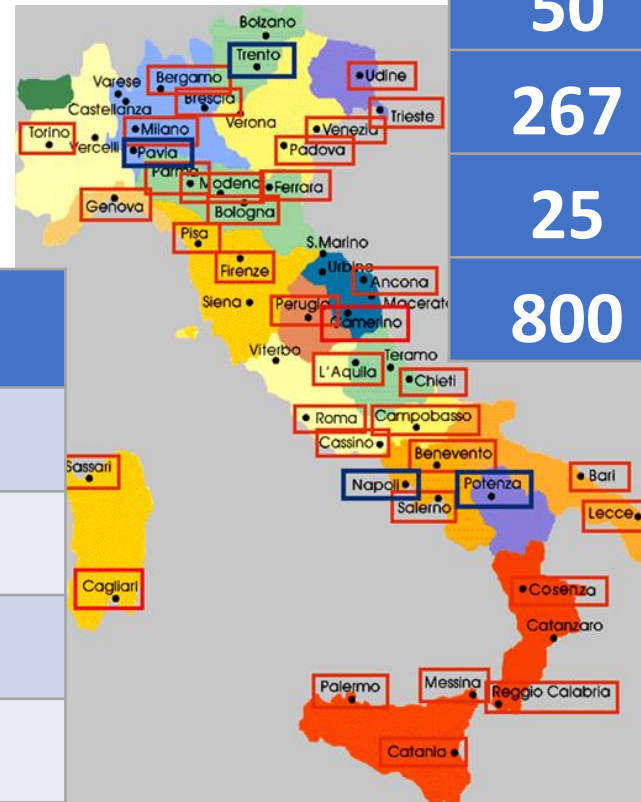 50
267
25
800
Bolzano
Trento
Udine
Varese
Bergamo
Castellanza
Brescia
Trieste
Verona
Torino
Vercelli
Milano
Venezia
Pavia
Padova
Parma
Modena
Ferrara
Genova
Bologna
Pisa
S.Marino
Firenze
Urbino
Ancona
Siena
Perugia
Macerat
Camerino
Viterbo
Teramo
L'Aquila
Chieti
Roma
Campobasso
Cassino
Benevento
Sassari
Napoli
Potenza
Bari
Salerno
Lecce
Cagliari
Cosenza
Catanzaro
Palermo
Messina
Reggio Calabria
Catania